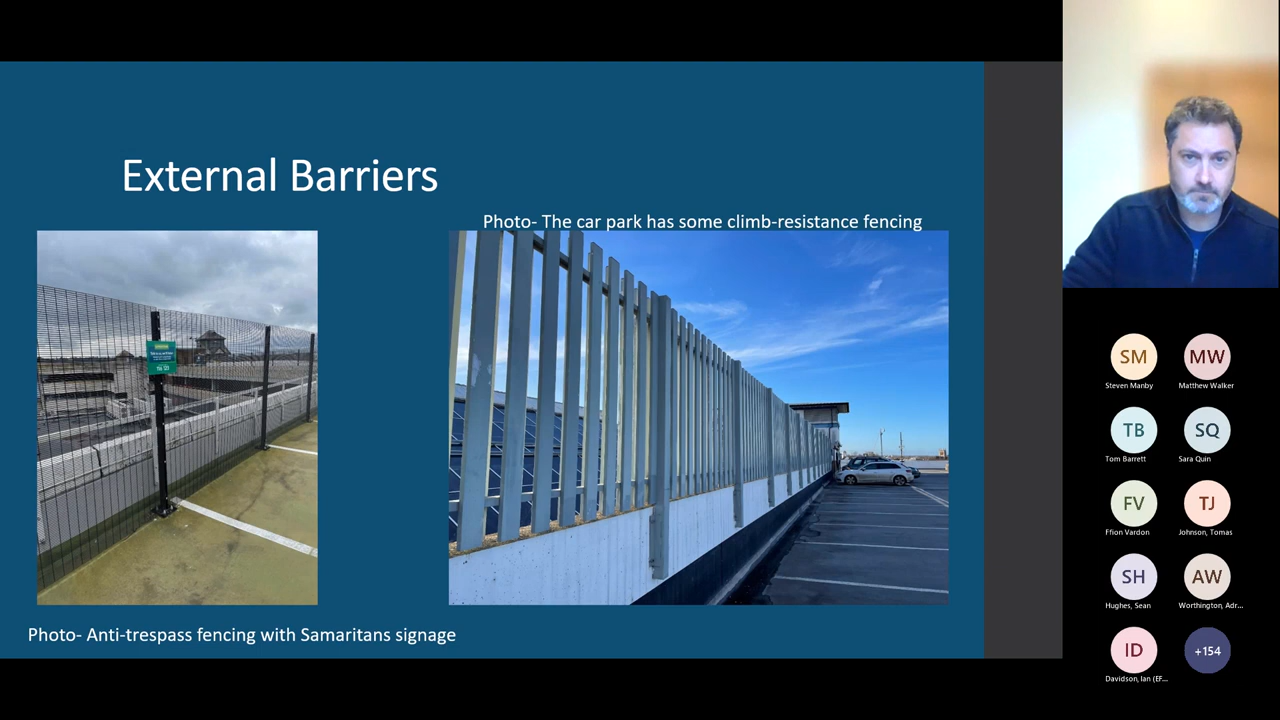 External Barriers
Photo- The car park has some climb-resistance fencing
Photo- Anti-trespass fencing with Samaritans signage
SM
Steven Manby
MW
Matthew Walker
TB
Tom Barrett
SQ
Sara Quin
FV
Ffion Vardon
TJ
Johnson, Tomas
SH
Hughes, Sean
AW
Worthington, Adr...
ID
Davidson, Ian (EF...
+154